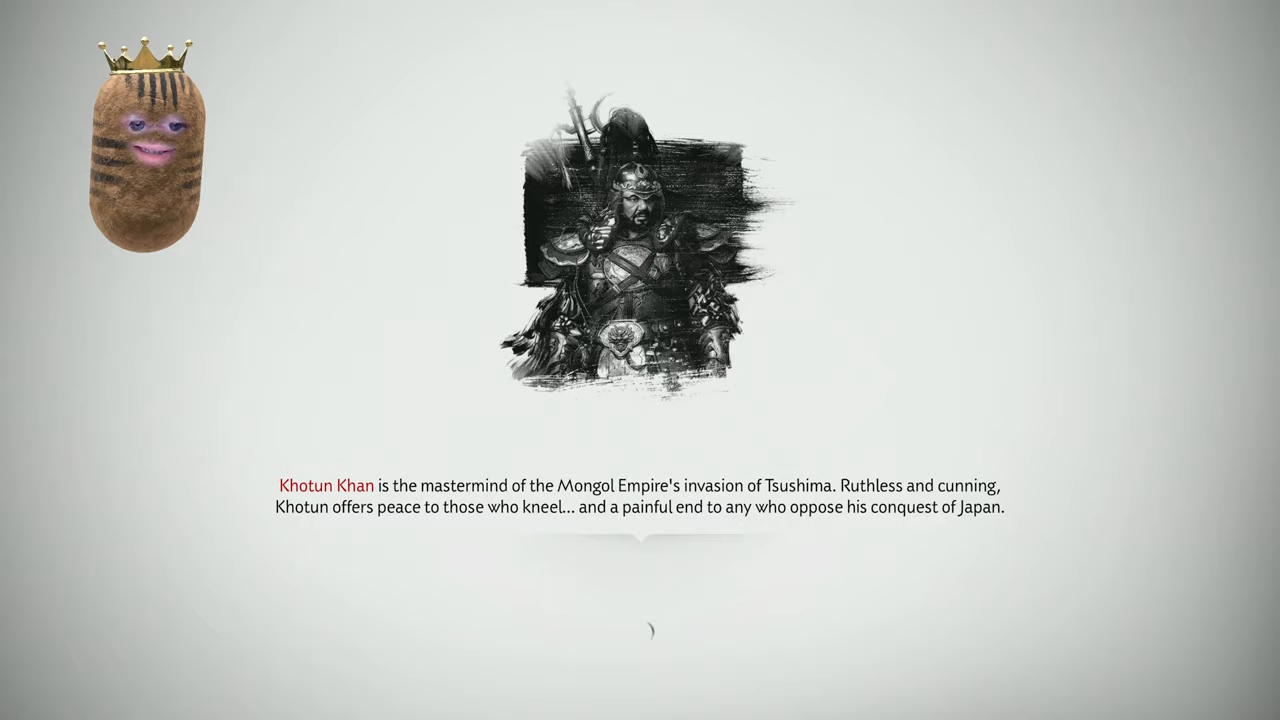 Khotun Khan is the mastermind of the Mongol Empire's invasion of Tsushima. Ruthless and cunning,
Khotun offers peace to those who kneel... and a painful end to any who oppose his conquest of Japan.